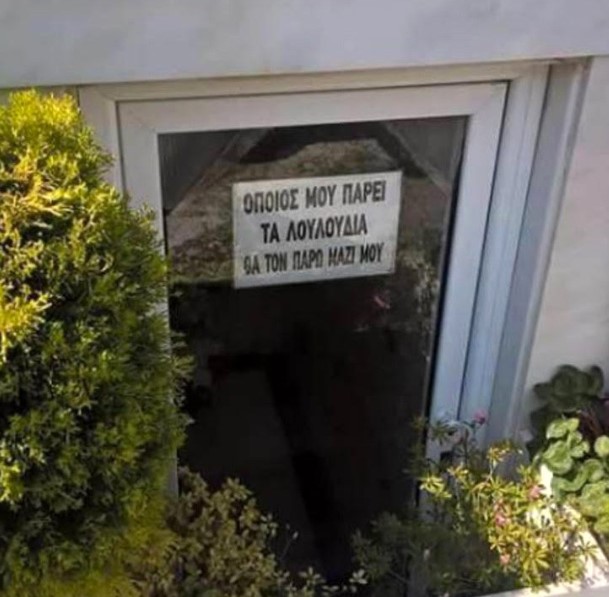 ΟΠΟΙΟΣ ΜΟΥ ΠΑΡΕΙ
ΤΑ ΛΟΥΛΟΥΔΙΑ
ΘΑ ΤΟΝ ΠΑΡΩ ΜΑΖΙ ΜΟΥ